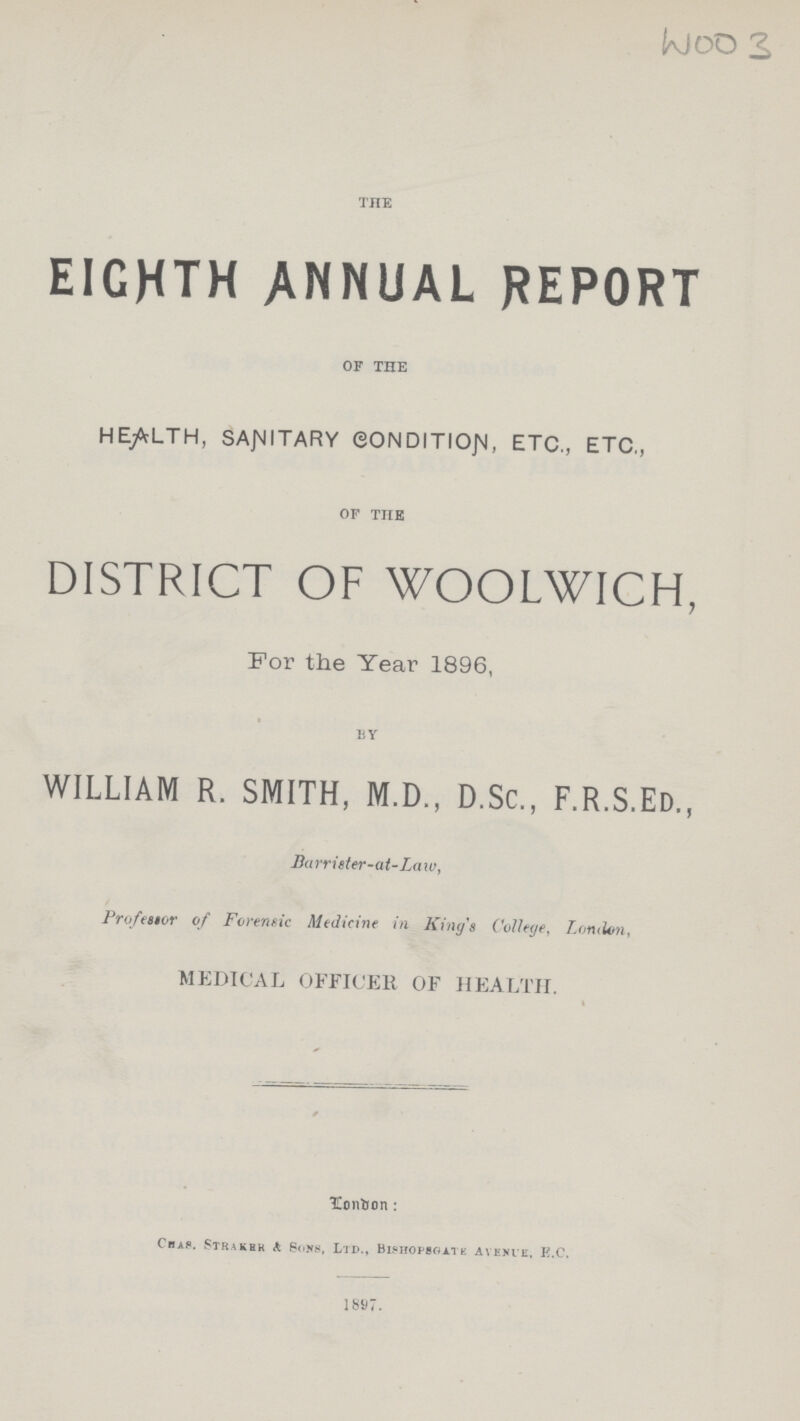 WOO 3
THE
EIGHTH ANNUAL REPORT
OF THE
HEALTH, SANITARY CONDITION, ETC., ETC.,
OF THE
DISTRICT OF WOOLWICH,
For the Year 1896,
BY
WILLIAM R. SMITH, M.D., D.Sc., F.R.S.ED.,
Barrister-at-Law,
Professor of Forensic Medicine in King's College, London,
MEDICAL OFFICER OF HEALTH.
London:
CHAS. STRAKER & SONS, LTD., BISHOPSGATE AVENUE, E.C.
1897.